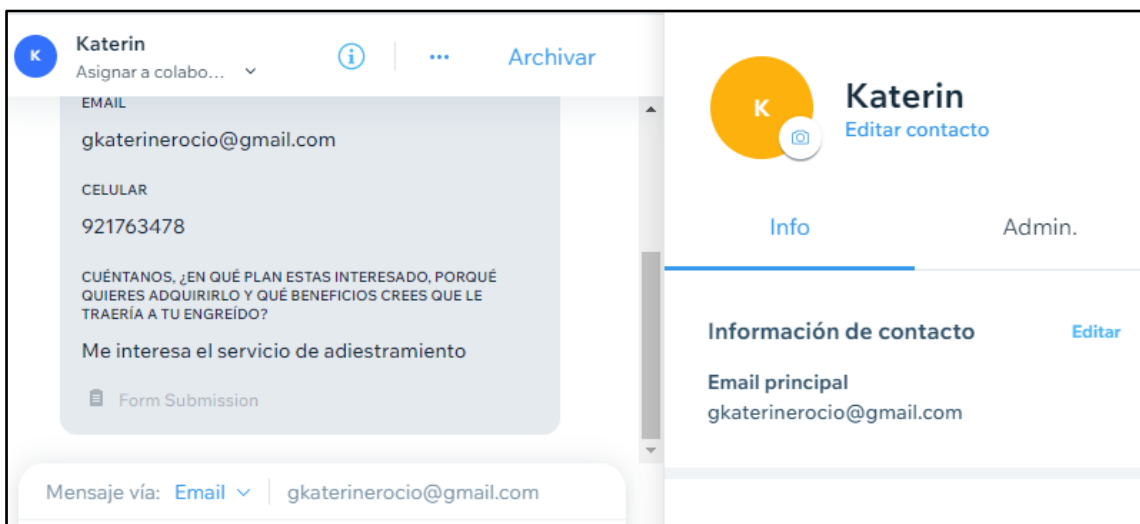 K
Katerin
Asignar a colabo...
Archivar
EMAIL
gkaterinerocio@gmail.com
CELULAR
921763478
CUÉNTANOS, ¿EN QUÉ PLAN ESTAS INTERESADO, PORQUÉ
QUIERES ADQUIRIRLO Y QUÉ BENEFICIOS CREES QUE LE
TRAERÍA A TU ENGREÍDO?
Me interesa el servicio de adiestramiento
Form Submission
Mensaje vía: Email gkaterinerocio@gmail.com
K
Katerin
Editar contacto
Info Admin.
Información de contacto Editar
Email principal
gkaterinerocio@gmail.com